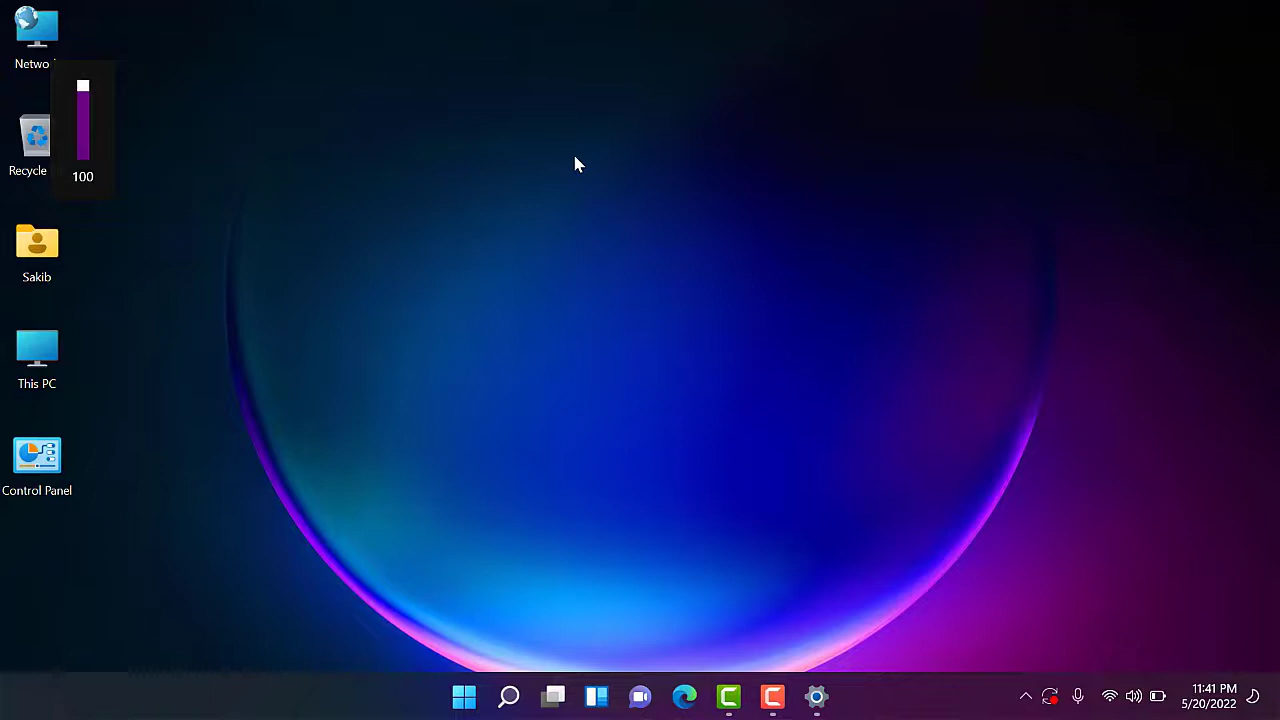 Netwo
Recycle
100
Sakib
This PC
Control Panel
11:41 PM
5/20/2022